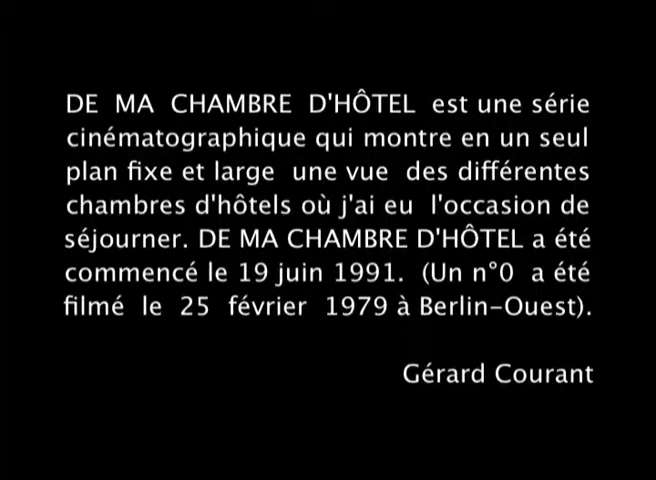 DE MA CHAMBRE D'HÔTEL est une série
cinématographique qui montre en un seul
plan fixe et large une vue des différentes
chambres d'hôtels où j'ai eu l'occasion de
séjourner. DE MA CHAMBRE D'HÔTEL a été
commencé le 19 juin 1991. (Un n°0 a été
filmé le 25 février 1979 à Berlin-Ouest).
Gérard Courant